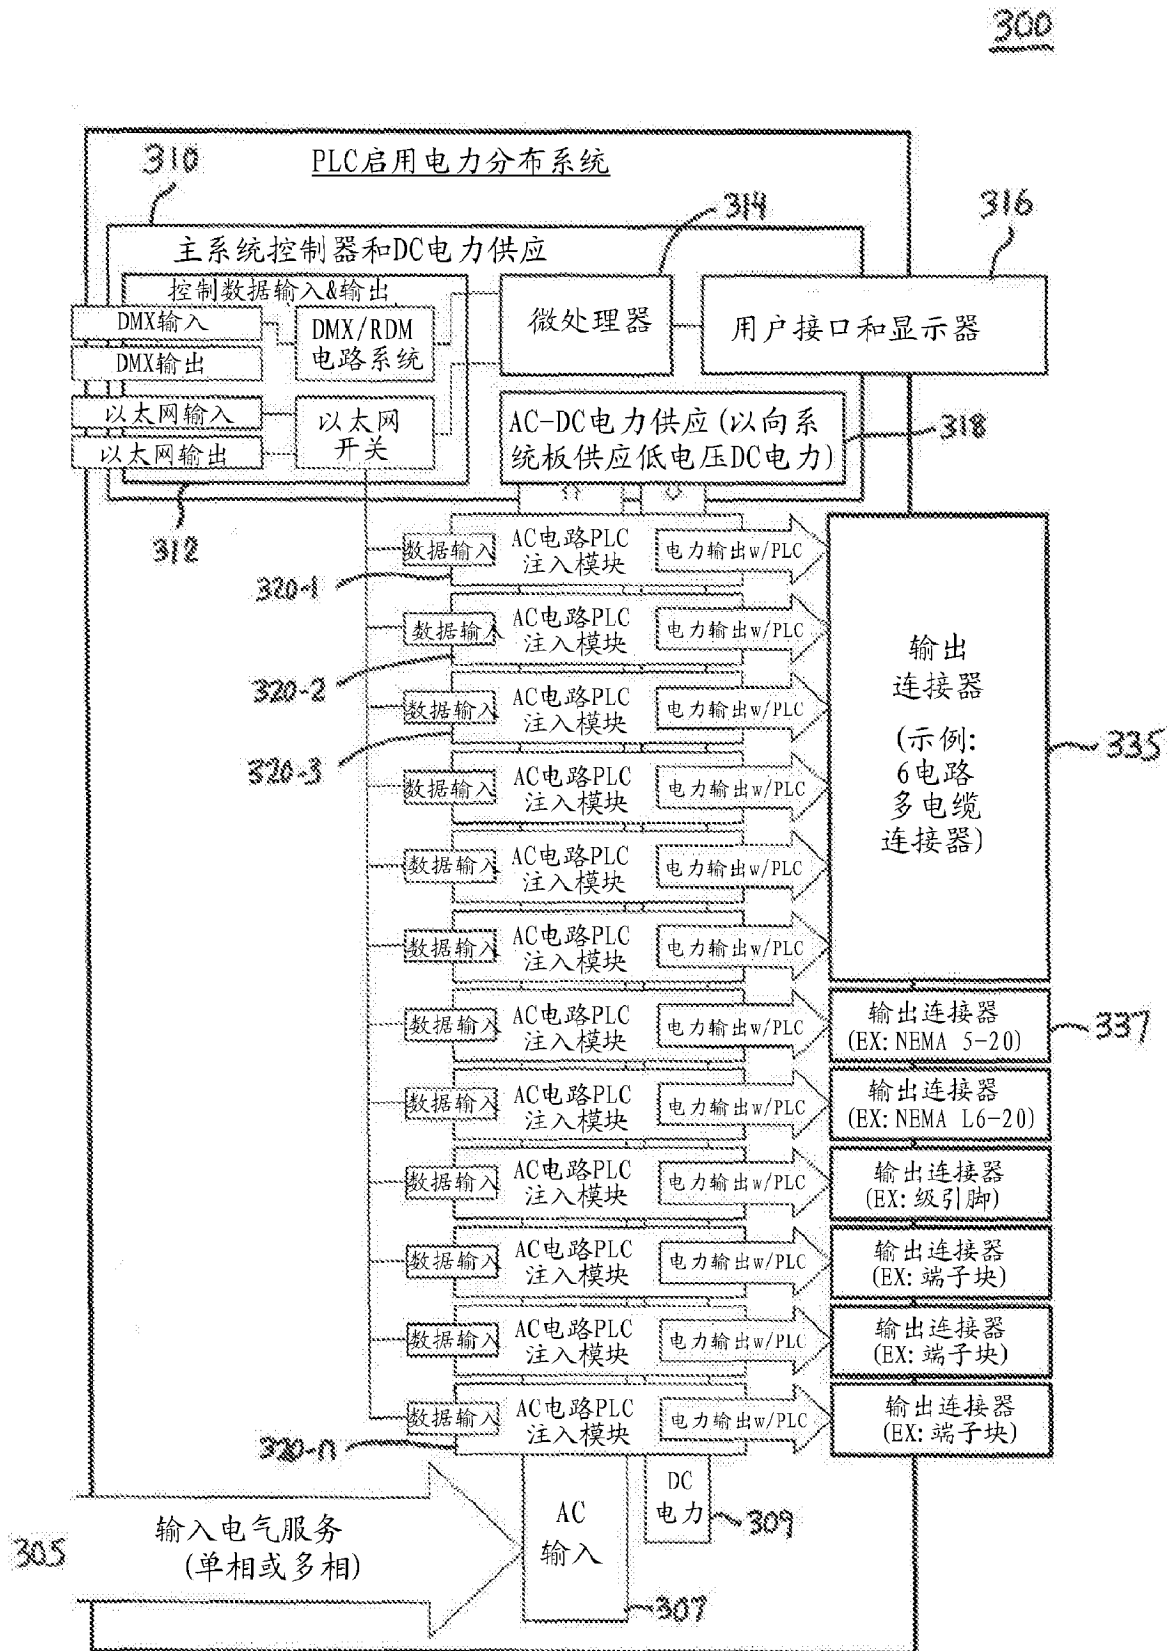 300
PLC启用电力分布系统
310
314
316
主系统控制器和DC电力供应
控制数据输入&输出
DMX输入
DMX输出
DMX/RDM
电路系统
以太网输入
以太网输出
以太网
开关
微处理器
用户接口和显示器
AC-DC电力供应(以向系
统板供应低电压DC电力)
318
312
数据输入
AC电路PLC
注入模块
电力输出w/PLC
320-1
数据输入
AC电路PLC
注入模块
电力输出w/PLC
320-2
数据输入
AC电路PLC
注入模块
电力输出w/PLC
320-3
数据输入
AC电路PLC
注入模块
电力输出w/PLC
数据输入
AC电路PLC
注入模块
电力输出w/PLC
数据输入
AC电路PLC
注入模块
电力输出w/PLC
输出
连接器
(示例:
6电路
多电缆
连接器)
335
数据输入
AC电路PLC
注入模块
电力输出w/PLC
输出连接器
(EX:NEMA 5-20)
337
数据输入
AC电路PLC
注入模块
电力输出w/PLC
输出连接器
(EX:NEMA L6-20)
数据输入
AC电路PLC
注入模块
电力输出w/PLC
输出连接器
(EX:级引脚)
数据输入
AC电路PLC
注入模块
电力输出w/PLC
输出连接器
(EX:端子块)
数据输入
AC电路PLC
注入模块
电力输出w/PLC
输出连接器
(EX:端子块)
数据输入
AC电路PLC
注入模块
电力输出w/PLC
输出连接器
(EX:端子块)
320-n
305
输入电气服务
(单相或多相)
AC
输入
307
DC
电力
309